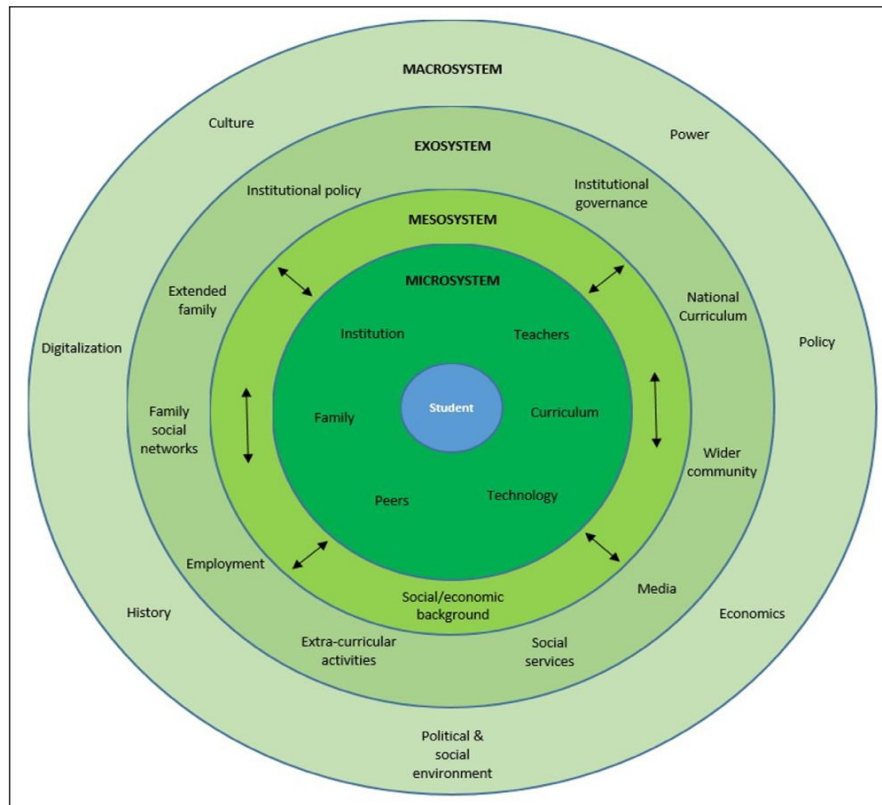 MACROSYSTEM
Culture
Power
EXOSYSTEM
Institutional policy
Institutional
governance
MESOSYSTEM
MICROSYSTEM
Extended
family
National
Curriculum
Institution
Teachers
Digitalization
Policy
Student
Family
Curriculum
Family
social
networks
Wider
community
Peers
Technology
Employment
Media
Social/economic
background
History
Economics
Extra-curricular
activities
Social
services
Political &
social
environment